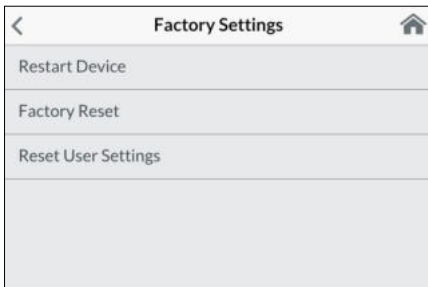 Factory Settings
Restart Device
Factory Reset
Reset User Settings